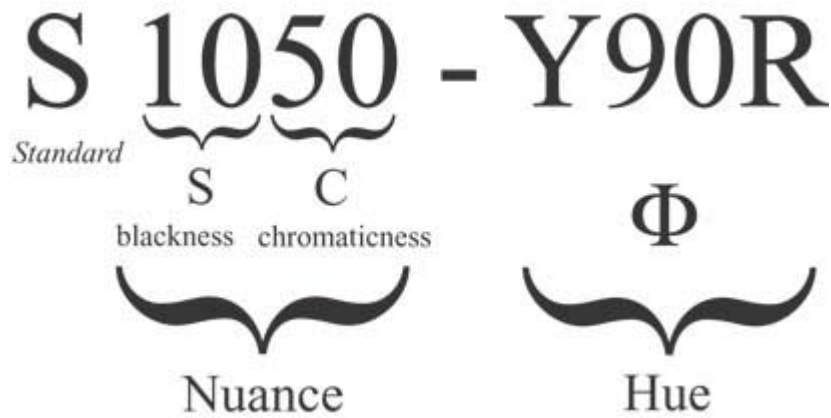 S 1050 - Y90R
Standard
S C Φ
blackness chromaticness
Nuance Hue